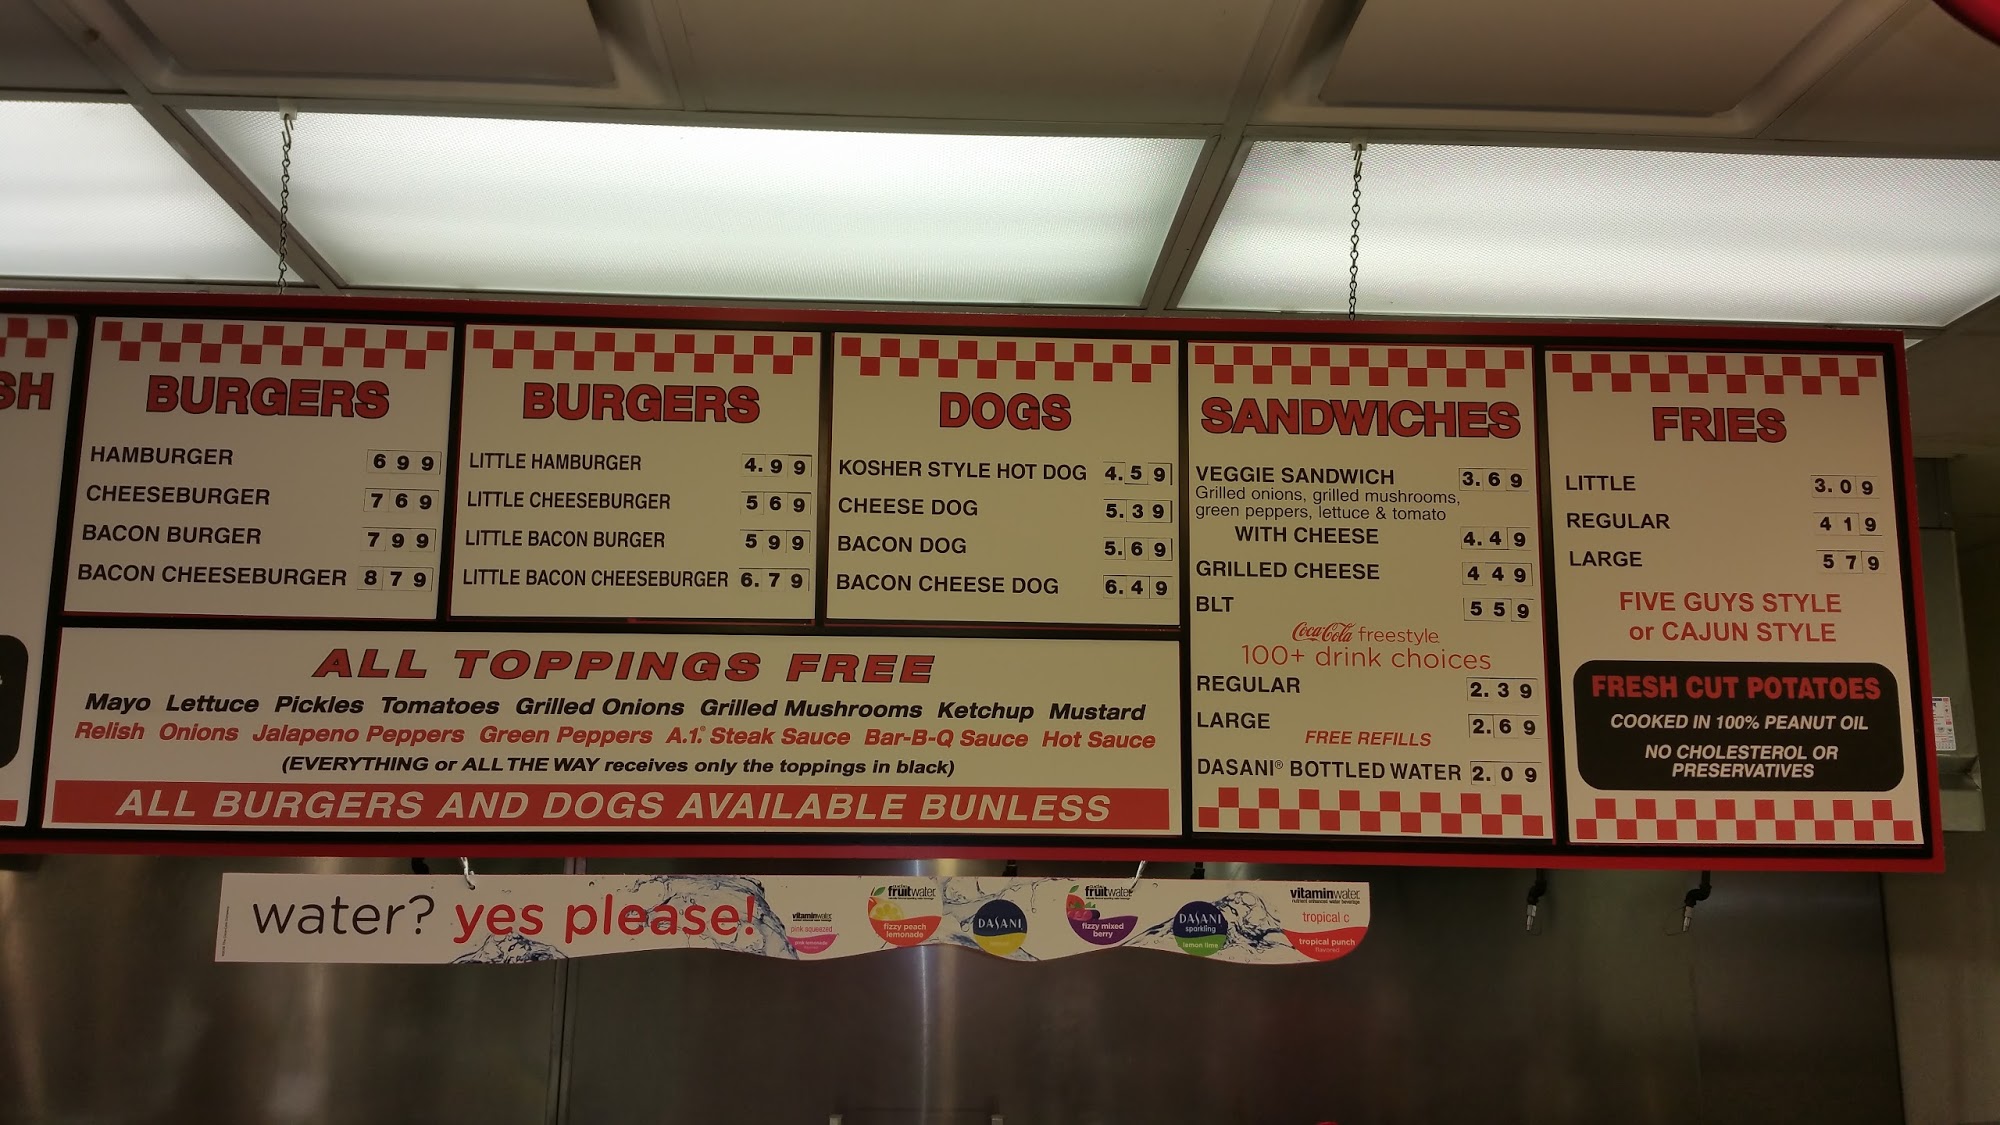 SH
BURGERS
HAMBURGER 6 9 9
CHEESEBURGER 7 6 9
BACON BURGER 7 9 9
BACON CHEESEBURGER 8 7 9
BURGERS
LITTLE HAMBURGER 4. 9 9
LITTLE CHEESEBURGER 5 6 9
LITTLE BACON BURGER 5 9 9
LITTLE BACON CHEESEBURGER 6. 7 9
DOGS
KOSHER STYLE HOT DOG 4. 5 9
CHEESE DOG 5. 3 9
BACON DOG 5. 6 9
BACON CHEESE DOG 6. 4 9
ALL TOPPINGS FREE
Mayo Lettuce Pickles Tomatoes Grilled Onions Grilled Mushrooms Ketchup Mustard
Relish Onions Jalapeno Peppers Green Peppers A.1.® Steak Sauce Bar-B-Q Sauce Hot Sauce
(EVERYTHING or ALL THE WAY receives only the toppings in black)
ALL BURGERS AND DOGS AVAILABLE BUNLESS
SANDWICHES
VEGGIE SANDWICH 3. 6 9
Grilled onions, grilled mushrooms,
green peppers, lettuce & tomato
WITH CHEESE 4. 4 9
GRILLED CHEESE 4 4 9
BLT 5 5 9
Coca-Cola freestyle
100+ drink choices
REGULAR 2. 3 9
LARGE 2. 6 9
FREE REFILLS
DASANI® BOTTLED WATER 2. 0 9
FRIES
LITTLE 3. 0 9
REGULAR 4 1 9
LARGE 5 7 9
FIVE GUYS STYLE
or CAJUN STYLE
FRESH CUT POTATOES
COOKED IN 100% PEANUT OIL
NO CHOLESTEROL OR
PRESERVATIVES
water? yes please!
vitaminwater
pink squeezed
fruitwater
fizzy peach
lemonade
DASANI
fruitwater
fizzy mixed
berry
DASANI
sparkling
lemon lime
vitaminwater
tropical c
tropical punch
flavored